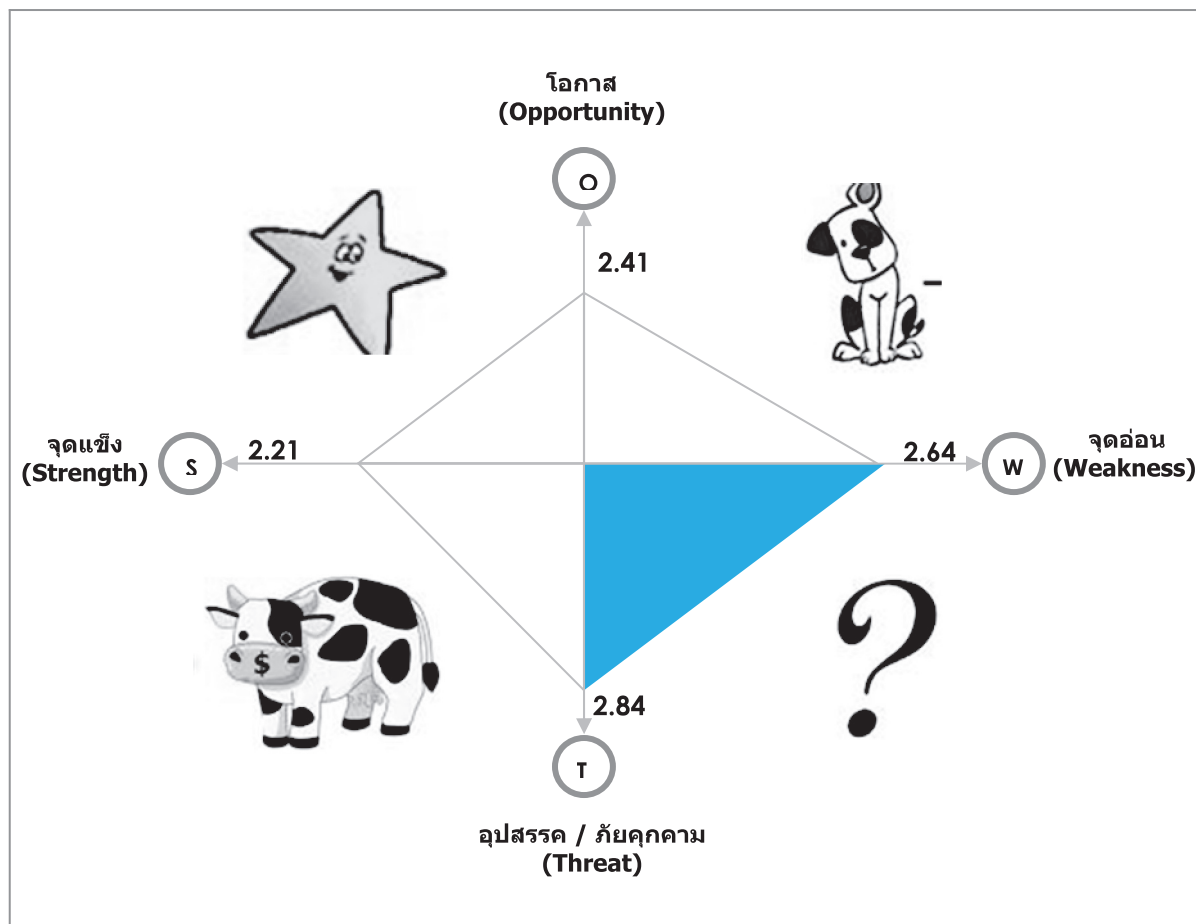 โอกาส
(Opportunity)
O
2.41
จุดแข็ง
(Strength)
S
2.21
2.64
W
จุดอ่อน
(Weakness)
$
2.84
T
อุปสรรค / ภัยคุกคาม
(Threat)
?